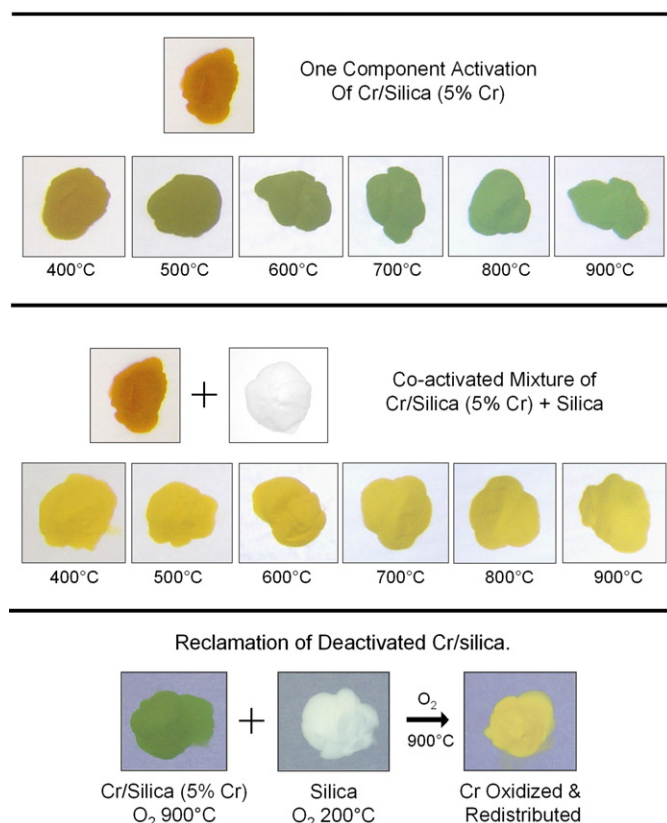 One Component Activation
Of Cr/Silica (5% Cr)
400°C 500°C 600°C 700°C 800°C 900°C
+
Co-activated Mixture of
Cr/Silica (5% Cr) + Silica
400°C 500°C 600°C 700°C 800°C 900°C
Reclamation of Deactivated Cr/silica.
+
O₂
900°C
Cr/Silica (5% Cr) Silica Cr Oxidized &
O₂ 900°C O₂ 200°C Redistributed